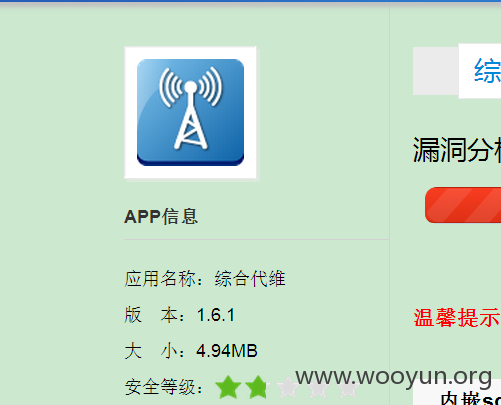 综
漏洞分析
APP信息
应用名称：综合代维
版 本：1.6.1
大 小：4.94MB
温馨提示
安全等级：
www.wooyun.org
内嵌sd